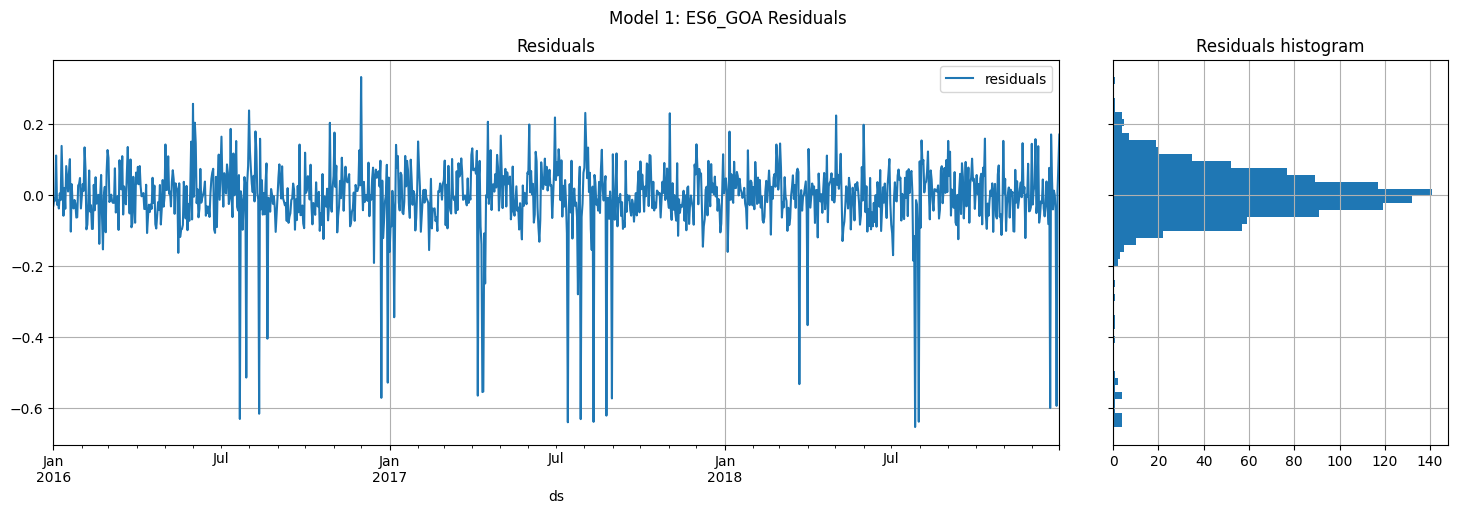 Model 1: ES6_GOA Residuals
Residuals
residuals
0.2
0.0
−0.2
−0.4
−0.6
Jan
2016
Jul
Jan
2017
Jul
Jan
2018
Jul
ds
Residuals histogram
0 20 40 60 80 100 120 140